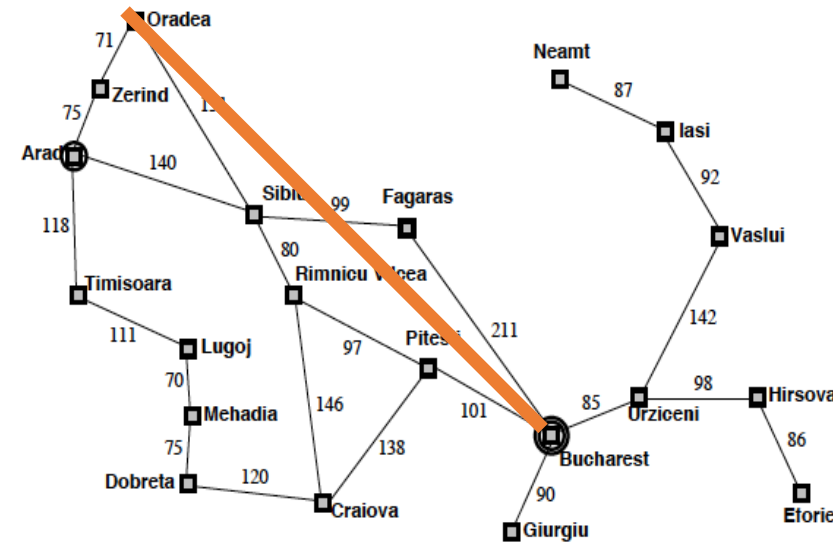 Oradea
71
Neamt
87
Zerind
75
Iasi
Arad
140
92
Sibiu
99
Fagaras
118
80
Vaslui
Timisoara
Rimnicu Vilcea
111
Lugoj
97
Pitesti
211
142
70
Mehadia
146
101
85
98
Hirsova
Urziceni
75
138
86
Dobreta
120
Bucharest
90
Craiova
Giurgiu
Eforie